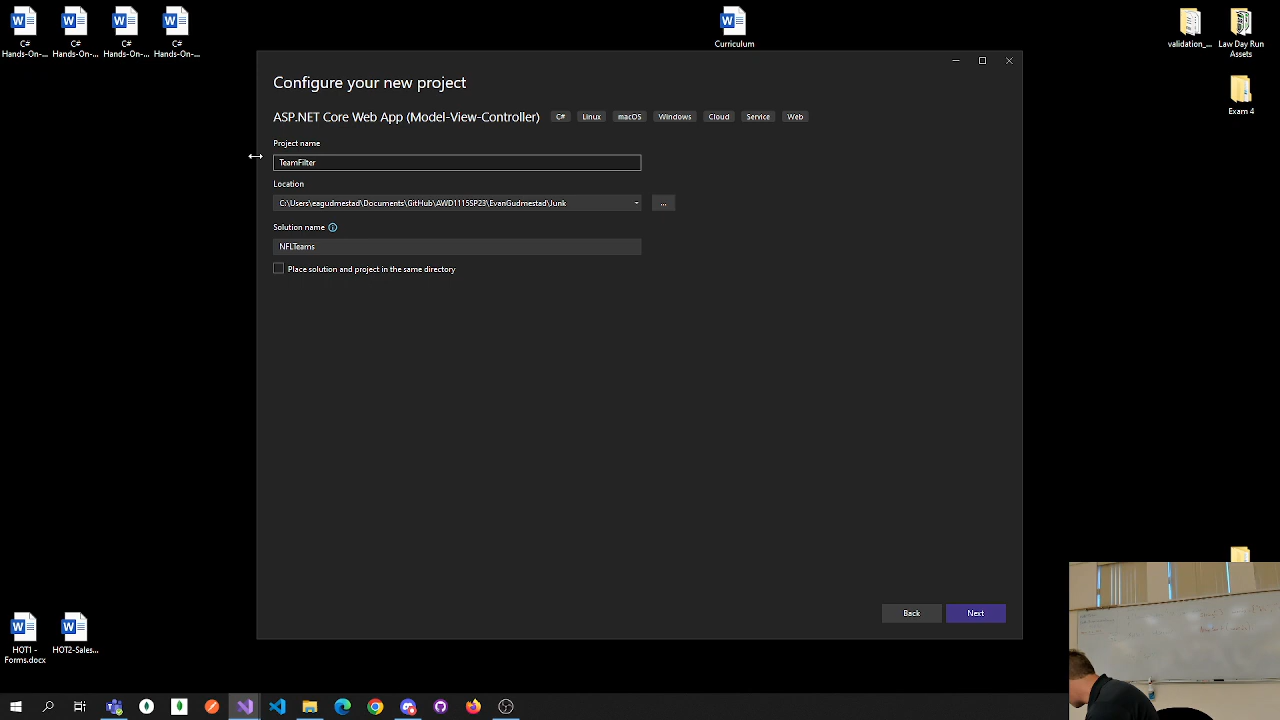 C# Hands-On-...
C# Hands-On-...
C# Hands-On-...
C# Hands-On-...
Curriculum
validation_...
Law Day Run Assets
Exam 4
Configure your new project
ASP.NET Core Web App (Model-View-Controller)
C#
Linux
macOS
Windows
Cloud
Service
Web
Project name
TeamFilter
Location
C:\Users\eagudmestad\Documents\GitHub\AWD1115SP23\EvanGudmestad\Junk
...
Solution name
NFLTeams
Place solution and project in the same directory
Back
Next
HOT1 - Forms.docx
HOT2-Sales...